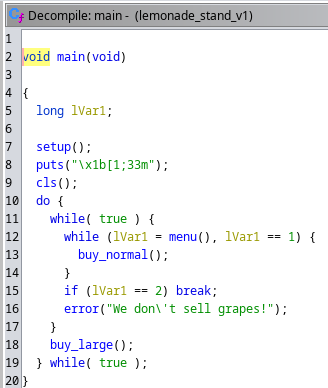 Decompile: main - (lemonade_stand_v1)
1
2 void main(void)
3
4 {
5 long lVar1;
6
7 setup();
8 puts("\x1b[1;33m");
9 cls();
10 do {
11 while( true ) {
12 while (lVar1 = menu(), lVar1 == 1) {
13 buy_normal();
14 }
15 if (lVar1 == 2) break;
16 error("We don\'t sell grapes!");
17 }
18 buy_large();
19 } while( true );
20 }